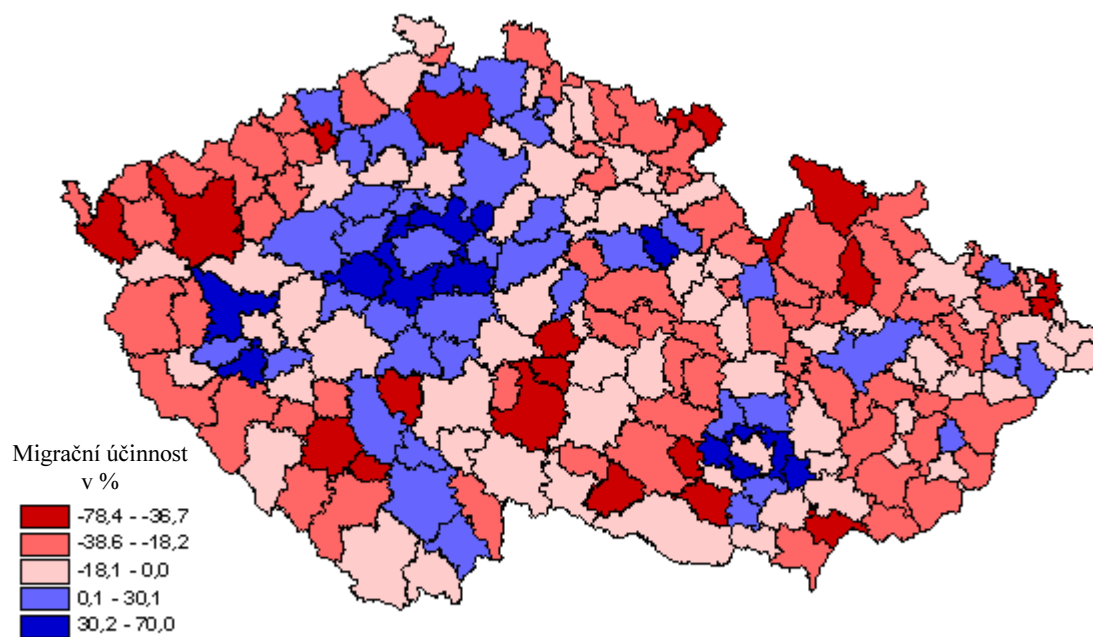 Migrační účinnost
v %
-78,4 - -36,7
-38.6 - -18,2
-18,1 - 0,0
0,1 - 30,1
30,2 - 70,0